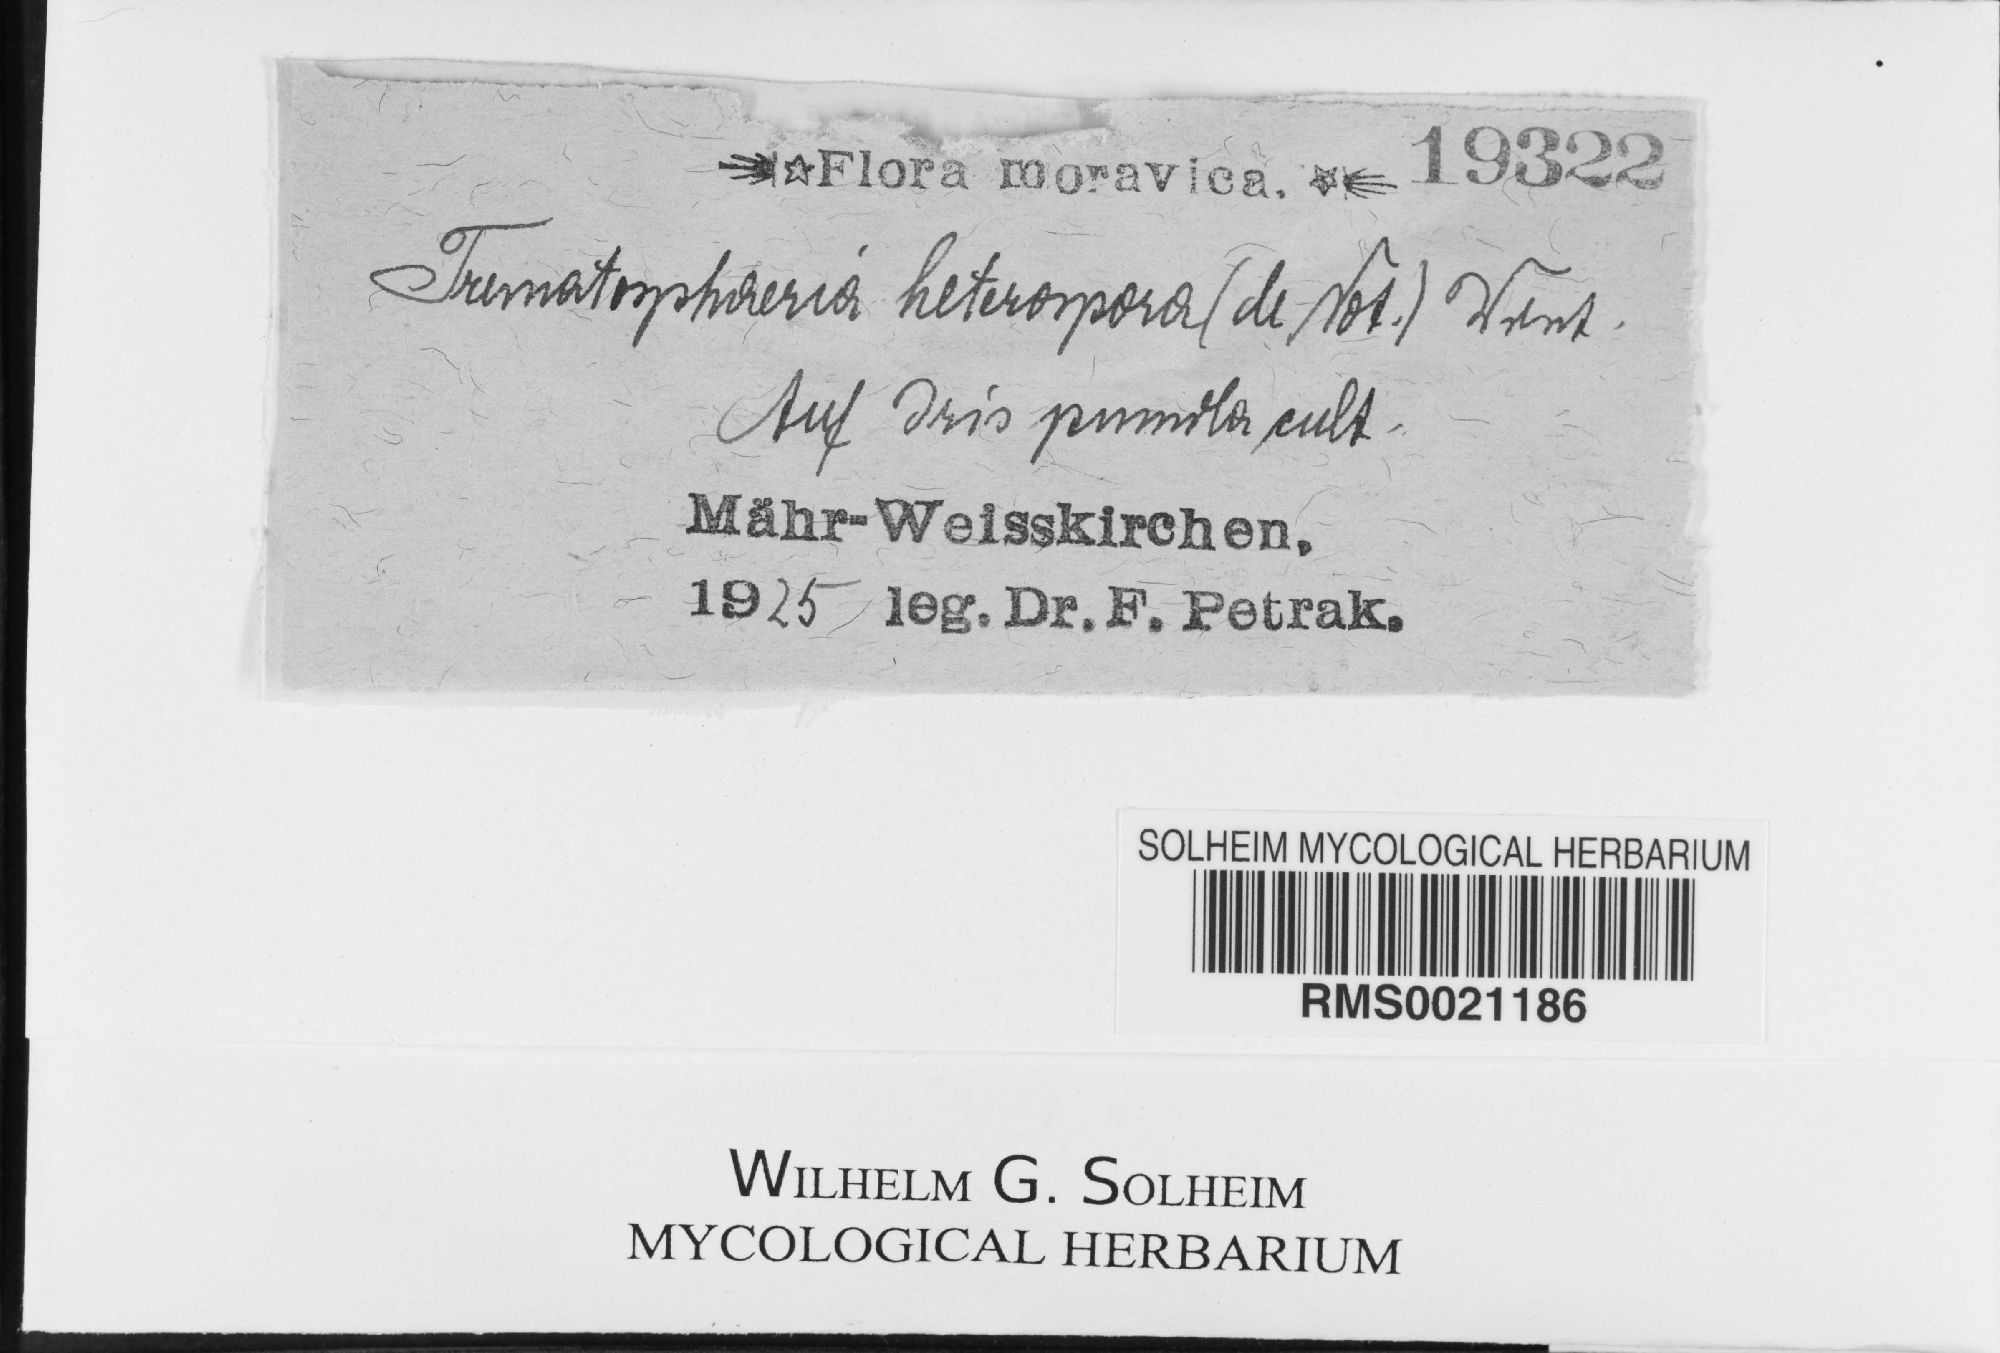 Flora moravica. 19322
Trematosphaeria heterospora (de Not.) Wint.
Auf Iris pumila cult.
Mähr-Weisskirchen.
1925 leg. Dr. F. Petrak.
SOLHEIM MYCOLOGICAL HERBARIUM
RMS0021186
WILHELM G. SOLHEIM
MYCOLOGICAL HERBARIUM